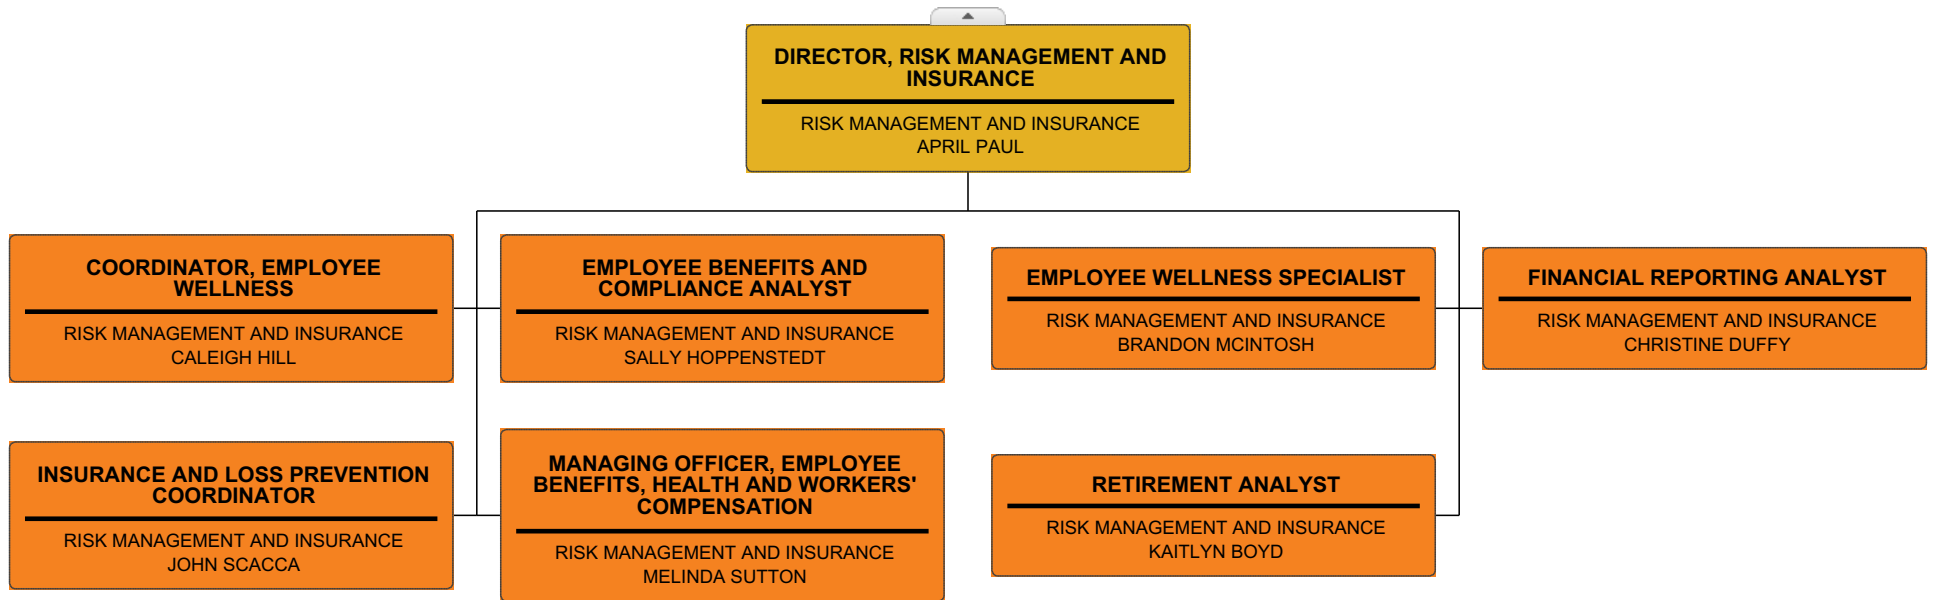 DIRECTOR, RISK MANAGEMENT AND
INSURANCE
RISK MANAGEMENT AND INSURANCE
APRIL PAUL
COORDINATOR, EMPLOYEE
WELLNESS
RISK MANAGEMENT AND INSURANCE
CALEIGH HILL
EMPLOYEE BENEFITS AND
COMPLIANCE ANALYST
RISK MANAGEMENT AND INSURANCE
SALLY HOPPENSTEDT
EMPLOYEE WELLNESS SPECIALIST
RISK MANAGEMENT AND INSURANCE
BRANDON MCINTOSH
FINANCIAL REPORTING ANALYST
RISK MANAGEMENT AND INSURANCE
CHRISTINE DUFFY
INSURANCE AND LOSS PREVENTION
COORDINATOR
RISK MANAGEMENT AND INSURANCE
JOHN SCACCA
MANAGING OFFICER, EMPLOYEE
BENEFITS, HEALTH AND WORKERS'
COMPENSATION
RISK MANAGEMENT AND INSURANCE
MELINDA SUTTON
RETIREMENT ANALYST
RISK MANAGEMENT AND INSURANCE
KAITLYN BOYD